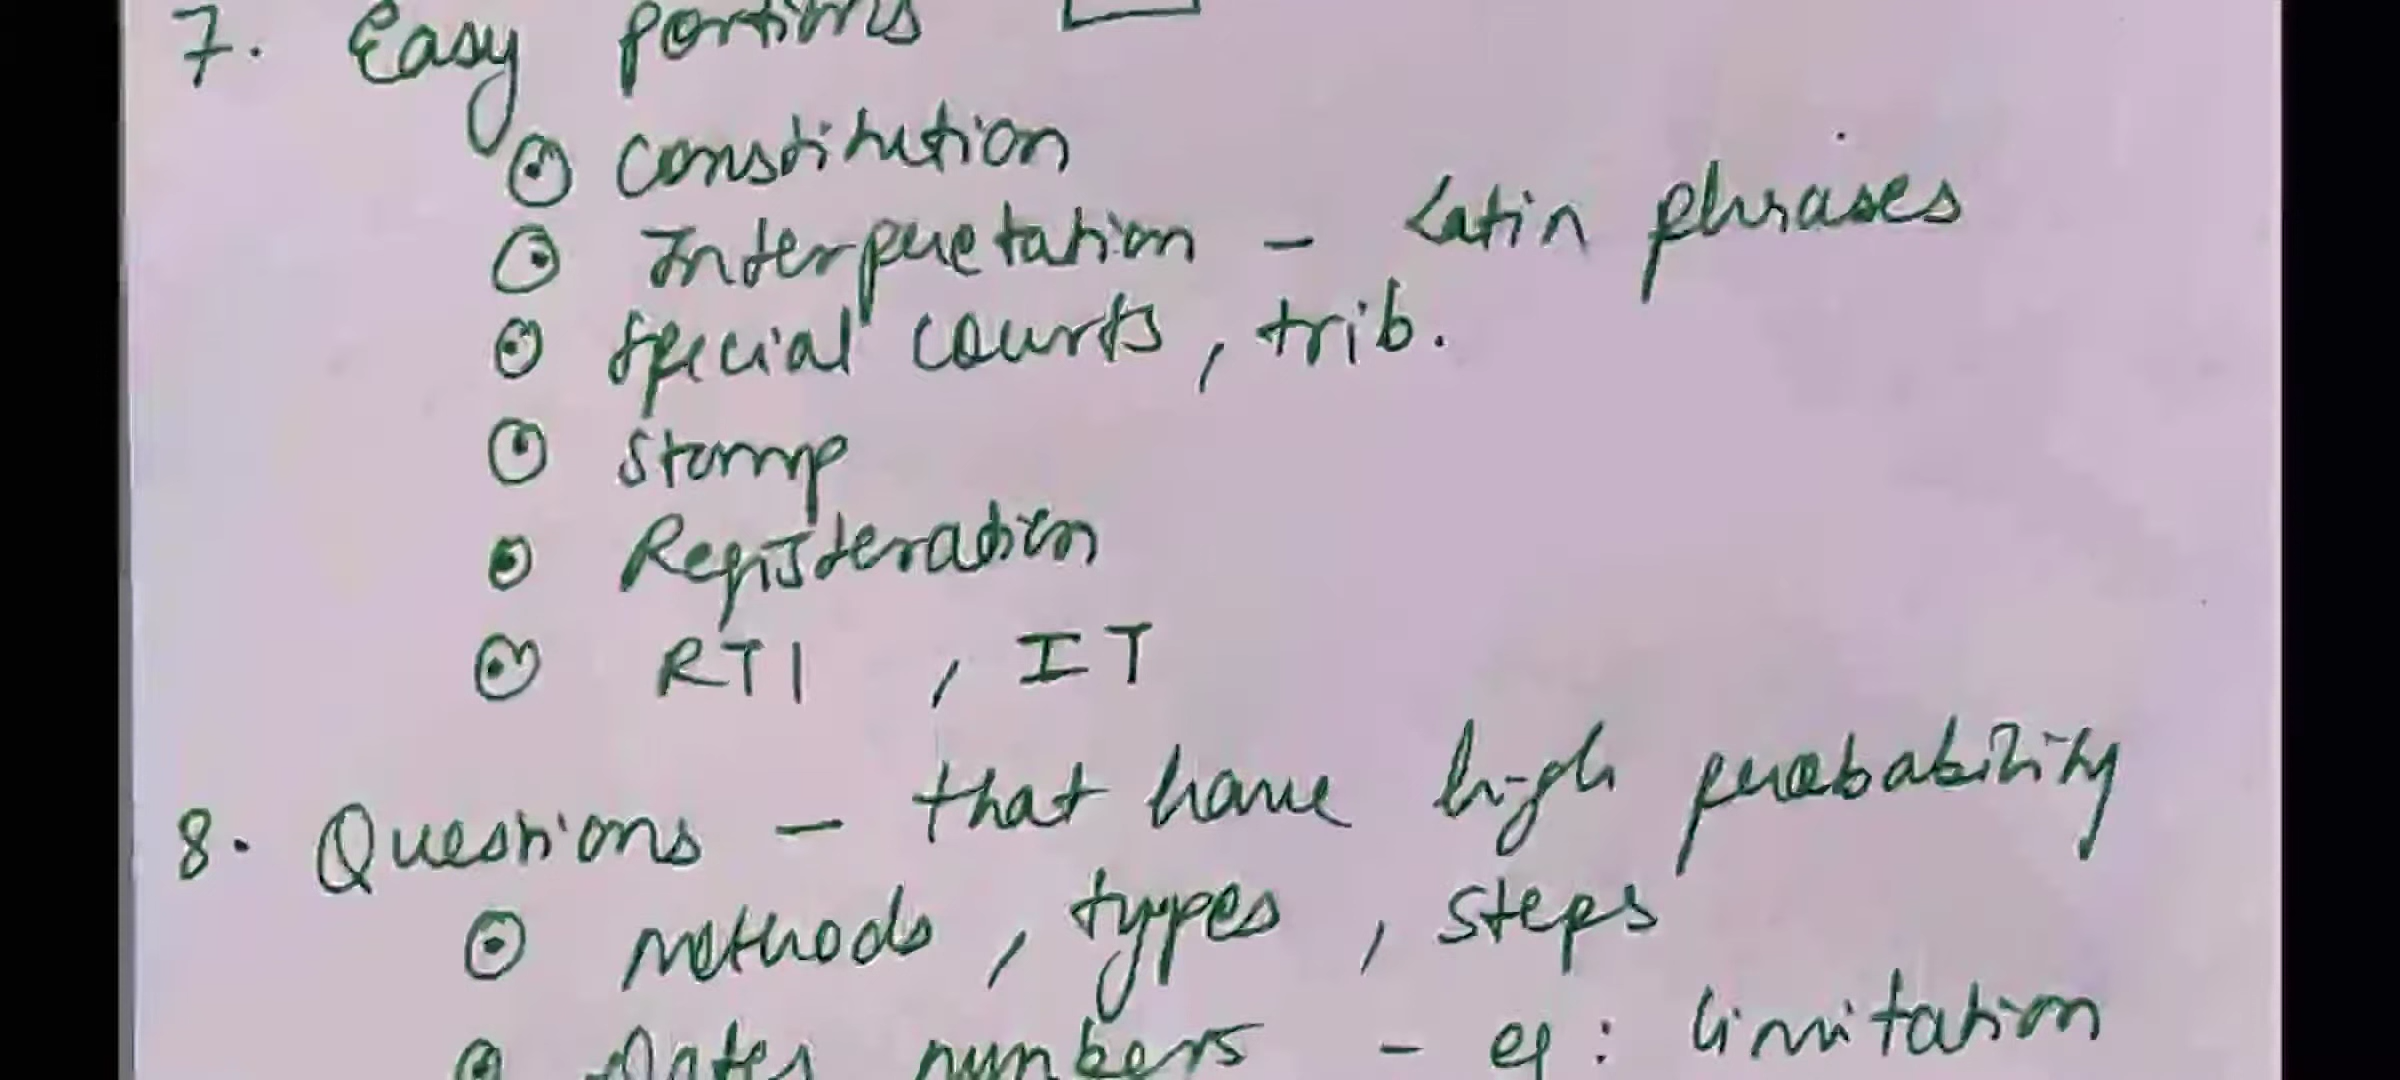 7. Easy portions
Constitution
Interpretation - Latin phrases
Special courts, trib.
Stamp
Registeration
RTI, IT
8. Questions - that have high probability
methods, types, steps
Dates numbers - eg: limitation